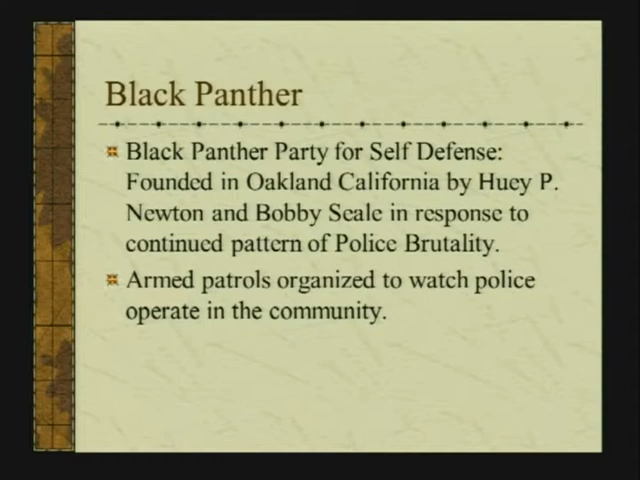 Black Panther
Black Panther Party for Self Defense:
Founded in Oakland California by Huey P.
Newton and Bobby Seale in response to
continued pattern of Police Brutality.
Armed patrols organized to watch police
operate in the community.